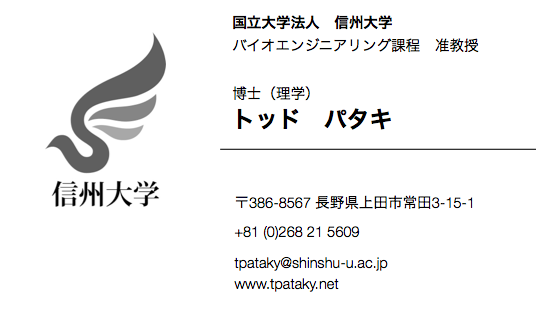 国立大学法人　信州大学
バイオエンジニアリング課程　准教授
博士（理学）
トッド　パタキ
信州大学
〒386-8567 長野県上田市常田3-15-1
+81 (0)268 21 5609
tpataky@shinshu-u.ac.jp
www.tpataky.net